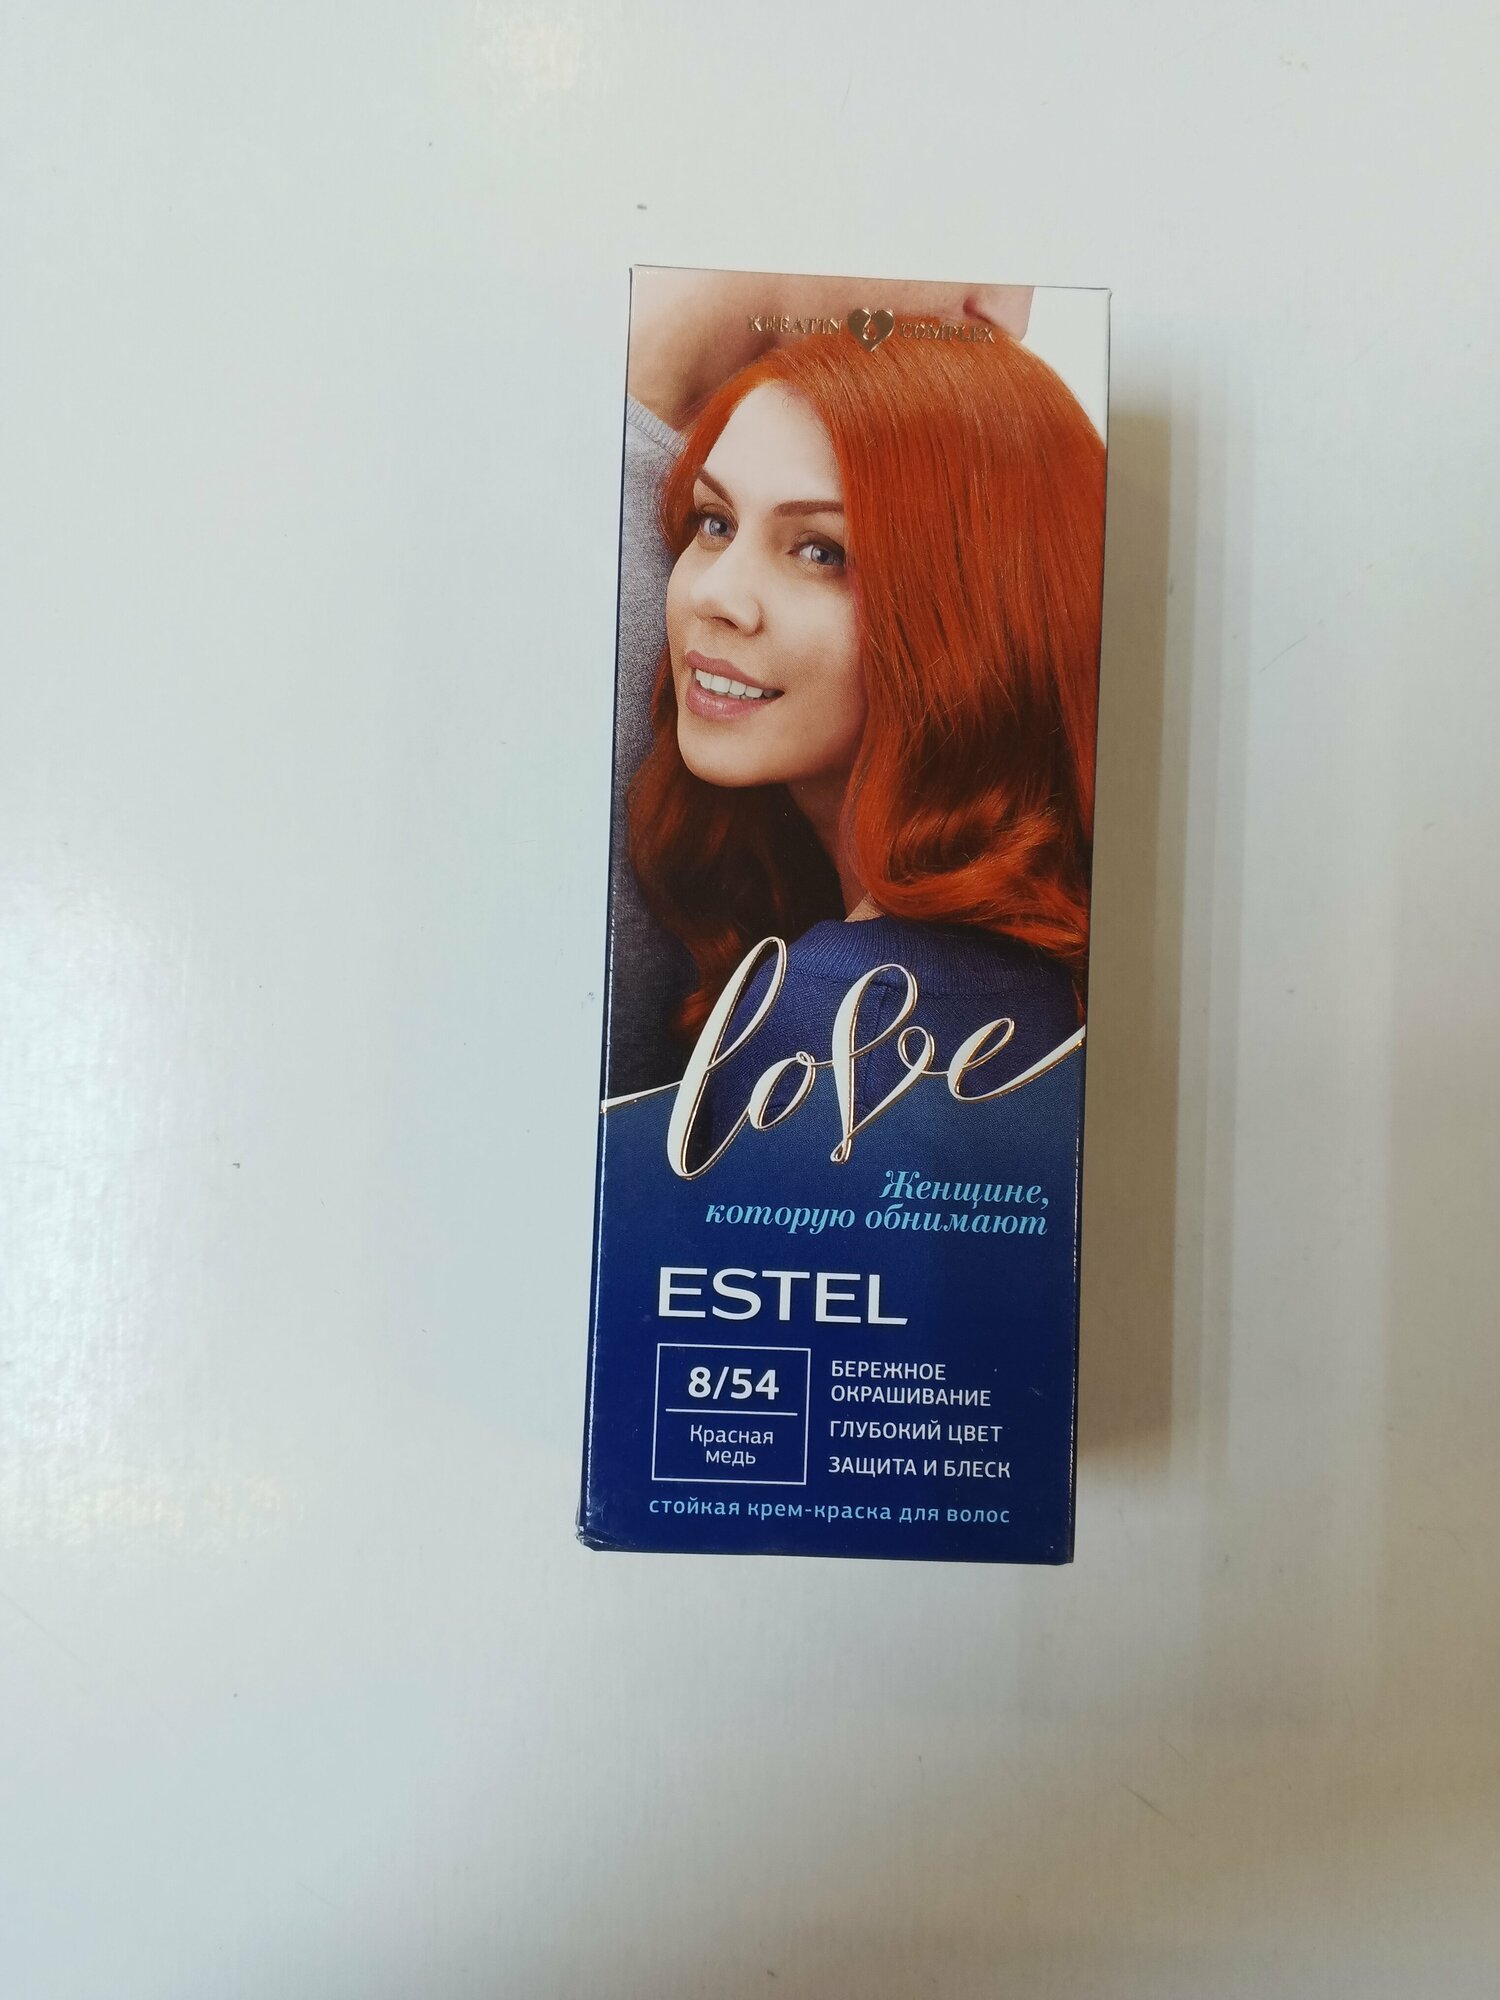 KERATIN COMPLEX
love
Женщине,
которую обнимают
ESTEL
8/54
Красная
медь
БЕРЕЖНОЕ
ОКРАШИВАНИЕ
ГЛУБОКИЙ ЦВЕТ
ЗАЩИТА И БЛЕСК
стойкая крем-краска для волос